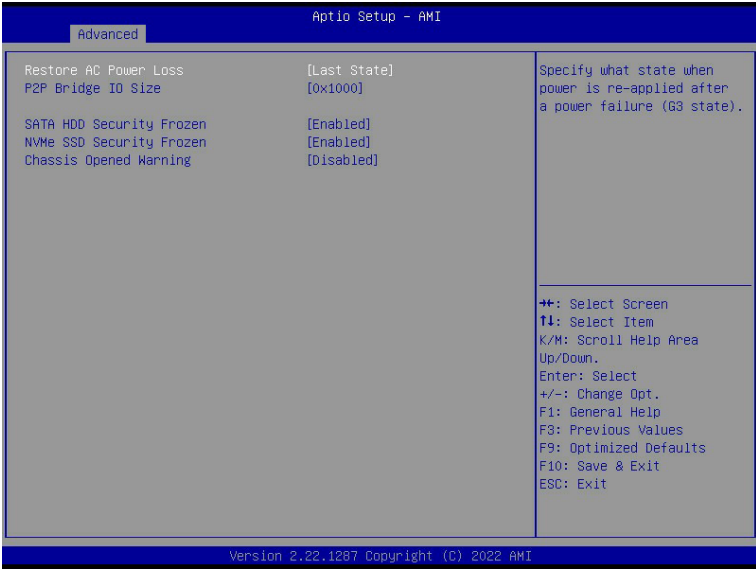 Aptio Setup – AMI
Advanced
Restore AC Power Loss [Last State]
P2P Bridge IO Size [0x1000]
SATA HDD Security Frozen [Enabled]
NVMe SSD Security Frozen [Enabled]
Chassis Opened Warning [Disabled]
Specify what state when
power is re-applied after
a power failure (G3 state).
→←: Select Screen
↑↓: Select Item
K/M: Scroll Help Area
Up/Down.
Enter: Select
+/-: Change Opt.
F1: General Help
F3: Previous Values
F9: Optimized Defaults
F10: Save & Exit
ESC: Exit
Version 2.22.1287 Copyright (C) 2022 AMI